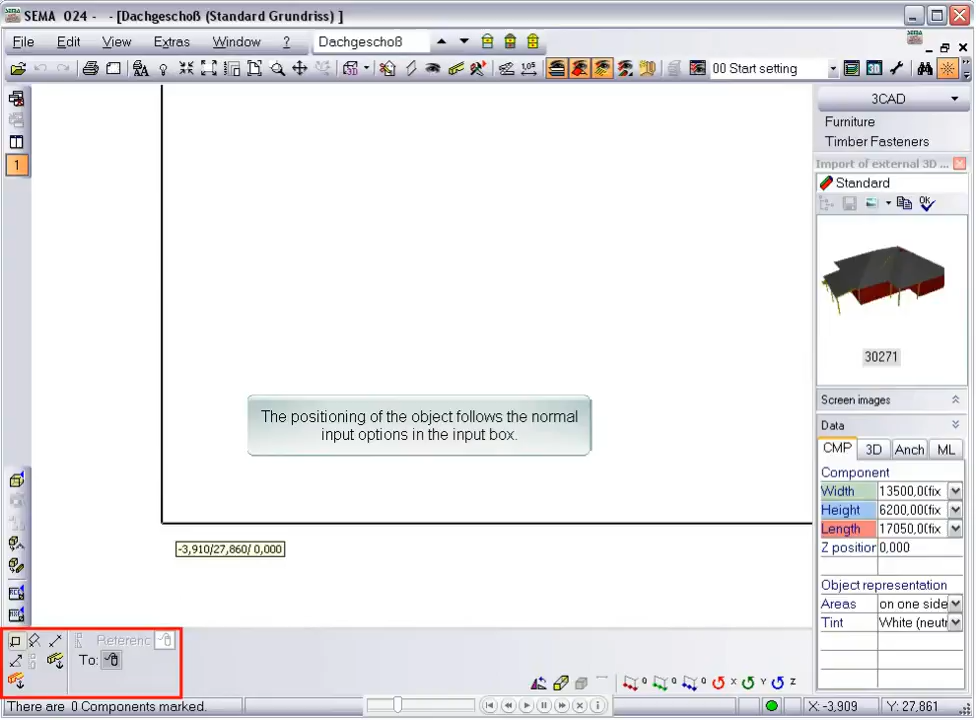 SEMA 024 - - [Dachgeschoß (Standard Grundriss) ]
File Edit View Extras Window ? Dachgeschoß
00 Start setting
3D
1
3CAD
Furniture
Timber Fasteners
Import of external 3D ...
Standard
OK
30271
Screen images
Data
CMP 3D Anch ML
Component
Width 13500,0(fix
Height 6200,00(fix
Length 17050,0(fix
Z position 0,000
Object representation
Areas on one side
Tint White (neutr
The positioning of the object follows the normal
input options in the input box.
-3,910/27,860/ 0,000
Referenc
To:
X Y Z
There are 0 Components marked.
X: -3,909 Y: 27,861